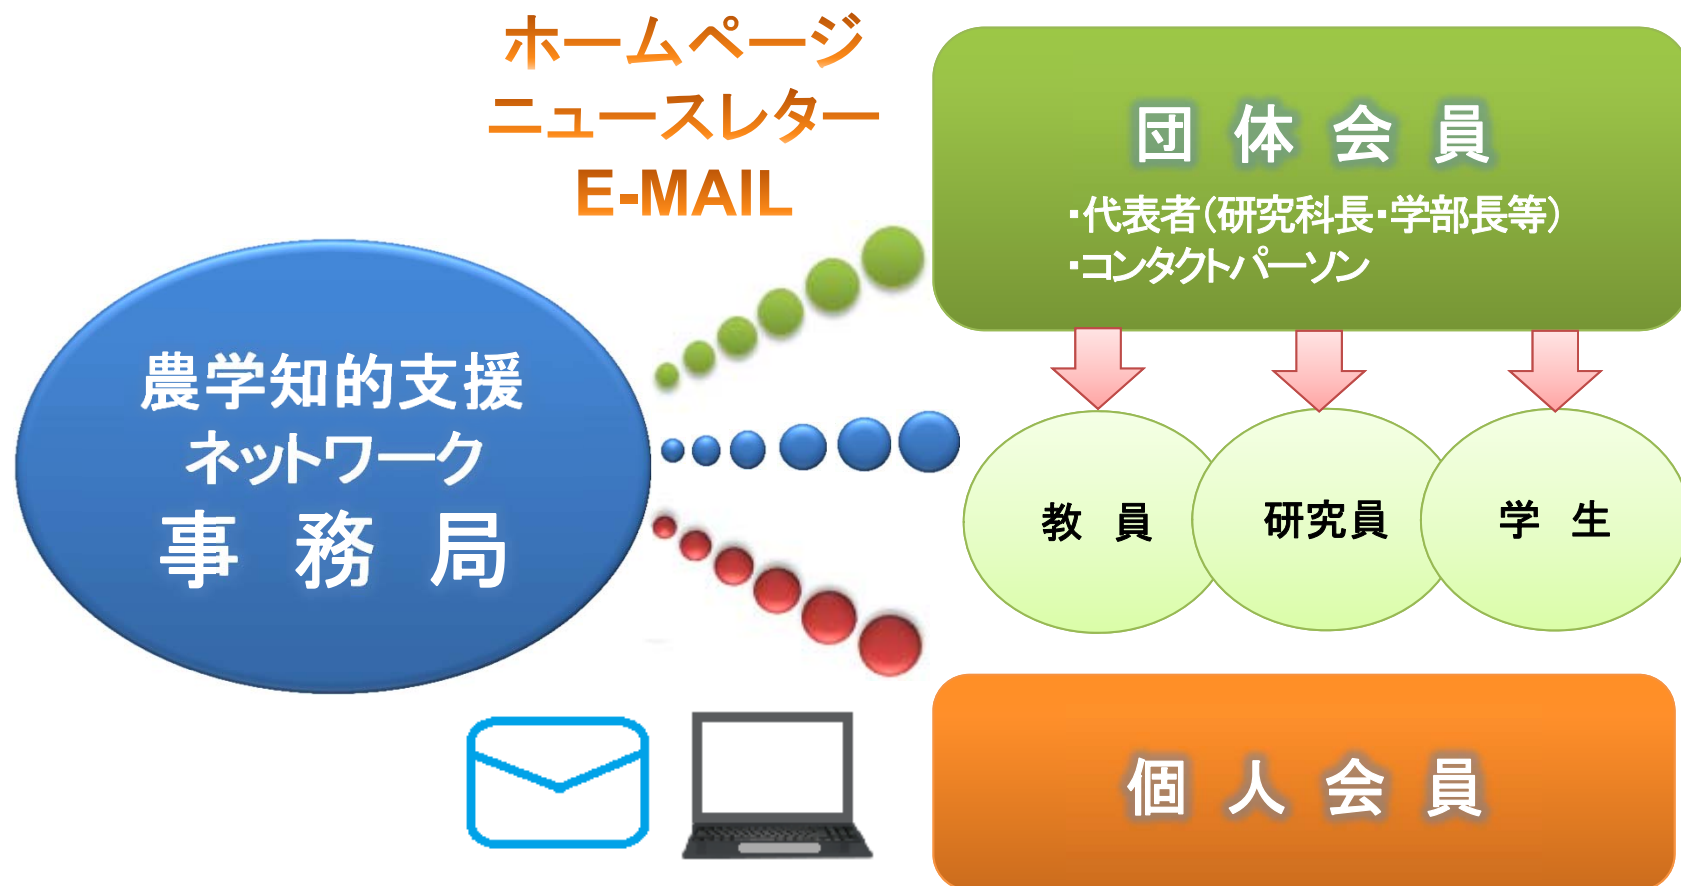 ホームページ
ニュースレター
E-MAIL
農学知的支援
ネットワーク
事 務 局
団 体 会 員
・代表者(研究科長・学部長等)
・コンタクトパーソン
教 員
研究員
学 生
個 人 会 員